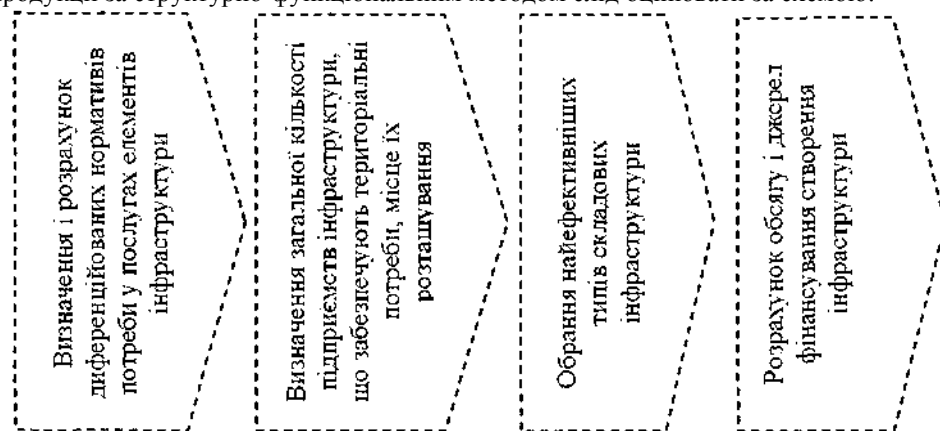 продукції за структурно-функціональним методом слід оцінювати за схемою:
Визначення і розрахунок
диференційованих нормативів
потреби у послугах елементів
інфраструктури
Визначення загальної кількості
підприємств інфраструктури,
що забезпечують територіальні
потреби, місце їх
розташування
Обрання найефективніших
типів складових
інфраструктури
Розрахунок обсягу і джерел
фінансування створення
інфраструктури